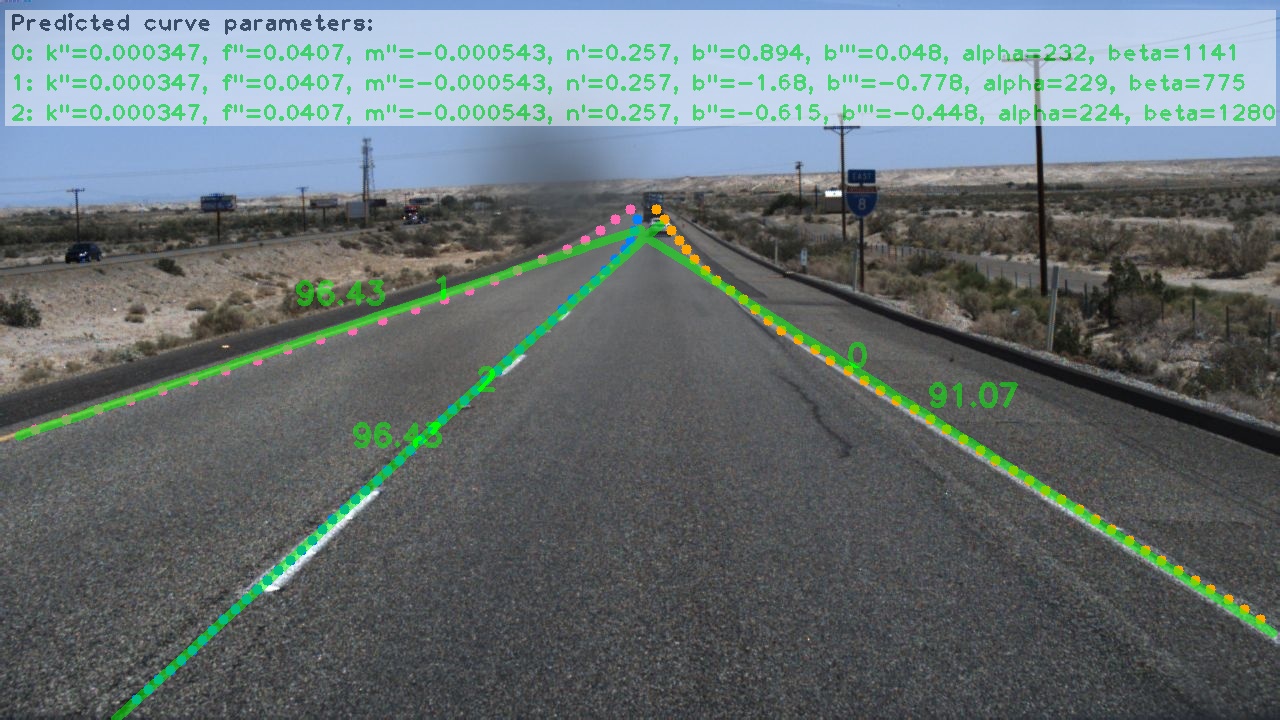 Predicted curve parameters:
0: k''=0.000347, f''=0.0407, m''=−0.000543, n'=0.257, b''=0.894, b'''=0.048, alpha=232, beta=1141
1: k''=0.000347, f''=0.0407, m''=−0.000543, n'=0.257, b''=−1.68, b'''=−0.778, alpha=229, beta=775
2: k''=0.000347, f''=0.0407, m''=−0.000543, n'=0.257, b''=−0.615, b'''=−0.448, alpha=224, beta=1280
EAST
8
96.43 1
0
2
91.07
96.43